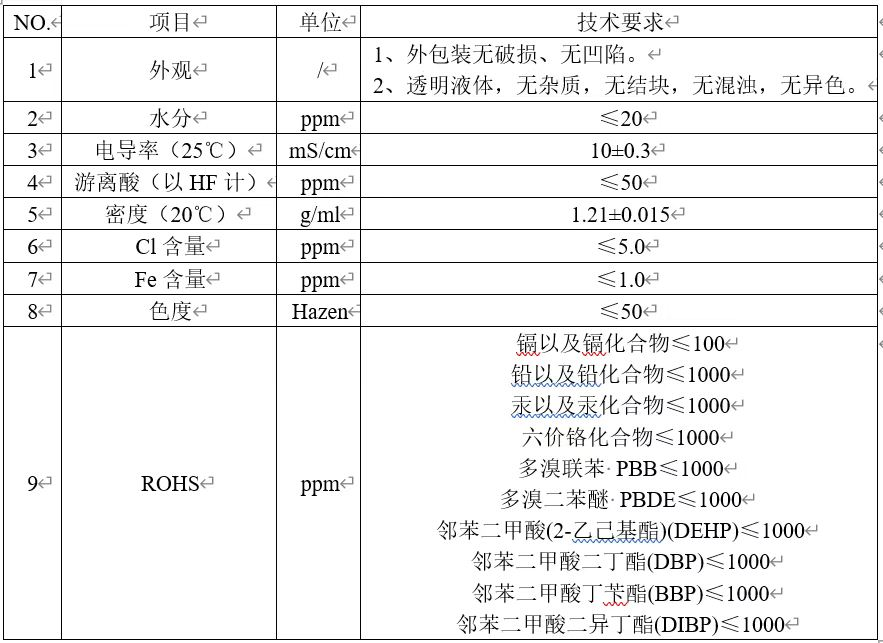 NO. 项目 单位 技术要求
1 外观 / 1、外包装无破损、无凹陷。
2、透明液体，无杂质，无结块，无混浊，无异色。
2 水分 ppm ≤20
3 电导率（25℃） mS/cm 10±0.3
4 游离酸（以 HF 计） ppm ≤50
5 密度（20℃） g/ml 1.21±0.015
6 Cl 含量 ppm ≤5.0
7 Fe 含量 ppm ≤1.0
8 色度 Hazen ≤50
9 ROHS ppm
镉以及镉化合物≤100
铅以及铅化合物≤1000
汞以及汞化合物≤1000
六价铬化合物≤1000
多溴联苯 PBB≤1000
多溴二苯醚 PBDE≤1000
邻苯二甲酸(2-乙己基酯)(DEHP)≤1000
邻苯二甲酸二丁酯(DBP)≤1000
邻苯二甲酸丁苄酯(BBP)≤1000
邻苯二甲酸二异丁酯(DIBP)≤1000